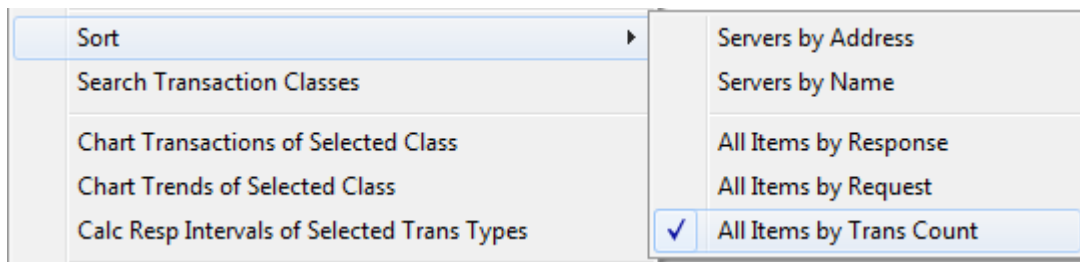 Sort
Search Transaction Classes
Chart Transactions of Selected Class
Chart Trends of Selected Class
Calc Resp Intervals of Selected Trans Types
Servers by Address
Servers by Name
All Items by Response
All Items by Request
All Items by Trans Count